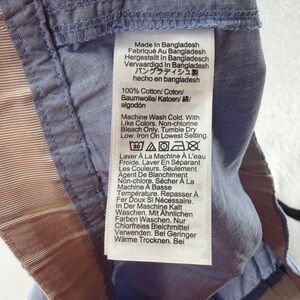 Made In Bangladesh
Fabriqué Au Bangladesh
Hergestellt In Bangladesch
Vervaardigd In Bangladesh
バングラディシュ製
hecho en bangladesh
100% Cotton/ Coton/
Baumwolle/ Katoen/ 綿/
algodón
Machine Wash Cold. With
Like Colors. Non-chlorine
Bleach Only. Tumble Dry
Low. Iron On Lowest Setting.
30
Laver À La Machine À L'eau
Froide. Laver En Séparant
Les Couleurs. Seulement
Agent De Blanchiment
Non Chloré. Sécher À
Machine À Basse
Température. Repasser À
Fer Doux Si Nécessaire.
In Der Maschine Kalt
Waschen. Mit Ähnlichen
Farben Waschen. Nur
Chlorfreies Bleichmittel
Verwenden. Bei Geringer
Wärme Trocknen. Bei